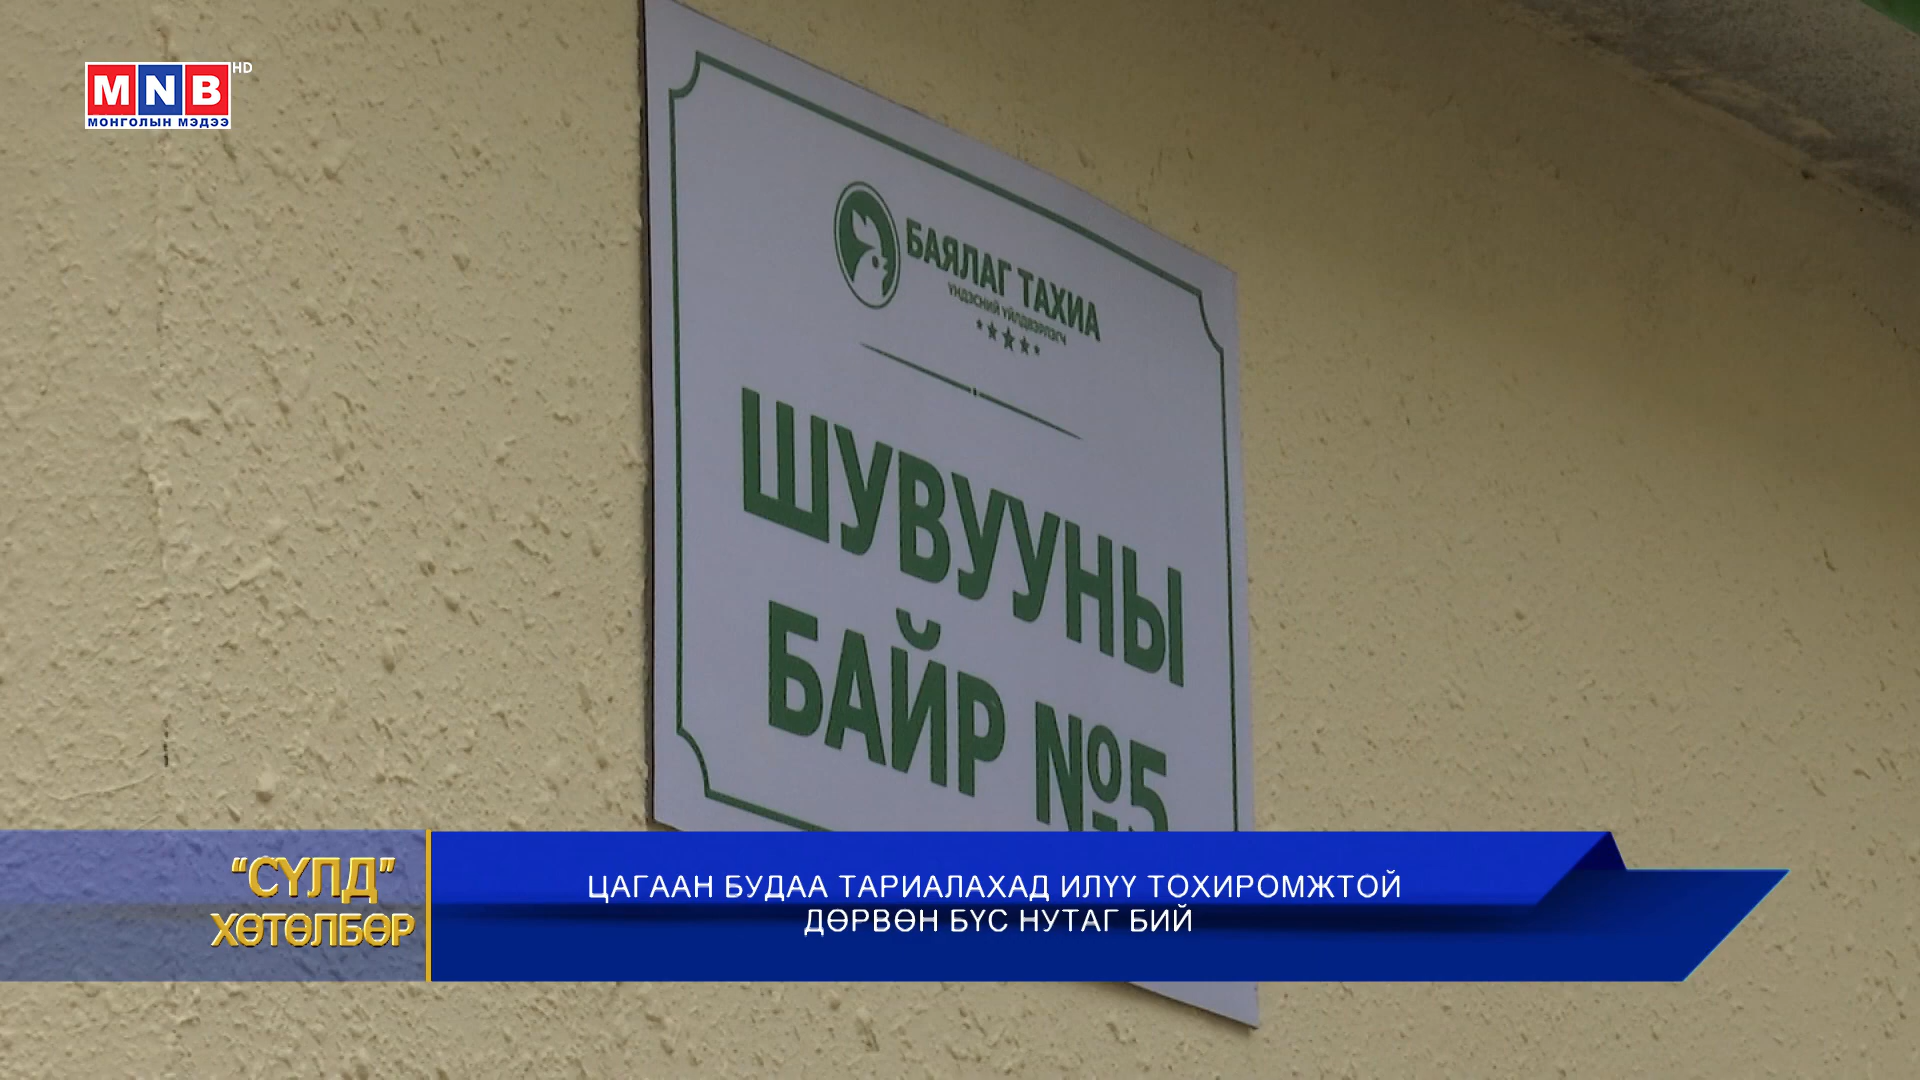 MNB HD
МОНГОЛЫН МЭДЭЭ
БАЯЛАГ ТАХИА
ҮНДЭСНИЙ ҮЙЛДВЭРЛЭГЧ
ШУВУУНЫ
БАЙР №5
“СҮЛД”
ХӨТӨЛБӨР
ЦАГААН БУДАА ТАРИАЛАХАД ИЛҮҮ ТОХИРОМЖТОЙ
ДӨРВӨН БҮС НУТАГ БИЙ